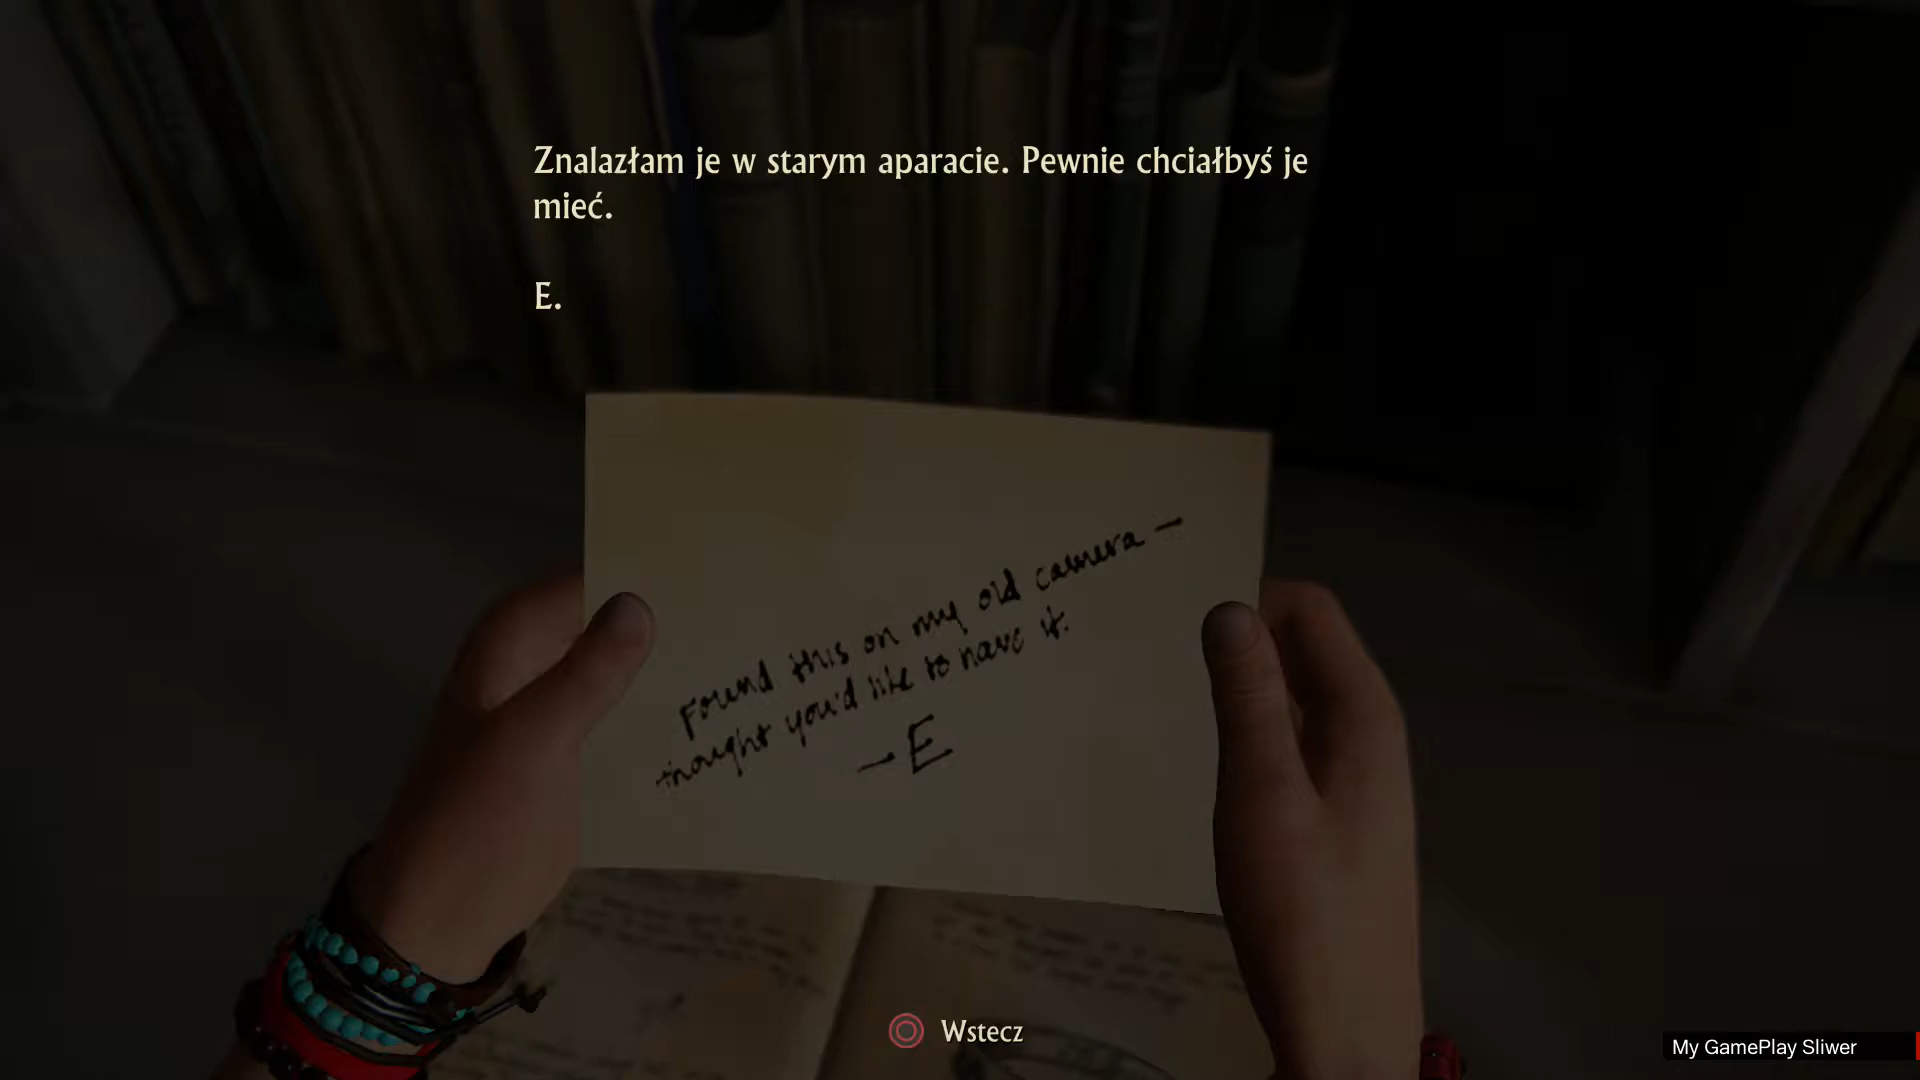 Znalazłam je w starym aparacie. Pewnie chciałbyś je
mieć.
E.
Found this on my old camera –
thought you'd like to have it.
– E
Wstecz
My GamePlay Sliwer